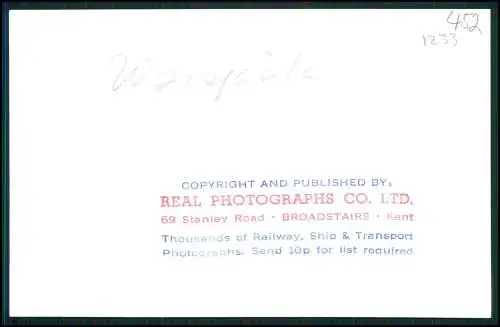 452
1233
Warspite
COPYRIGHT AND PUBLISHED BY:
REAL PHOTOGRAPHS CO. LTD.
69 Stanley Road · BROADSTAIRS · Kent
Thousands of Railway, Ship & Transport
Photographs. Send 10p for list required